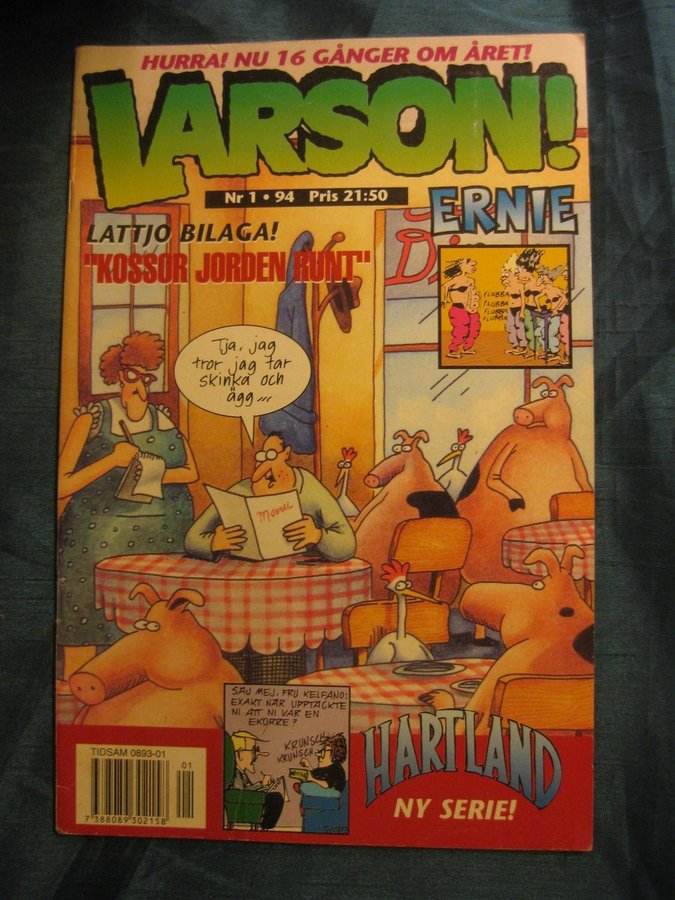 HURRA! NU 16 GÅNGER OM ÅRET!
LARSON!
Nr 1 • 94 Pris 21:50
ERNIE
LATTJO BILAGA!
"KOSSOR JORDEN RUNT"
FLUBBA
FLUBBA
FLUBBA
FLUBBA
Tja, jag
tror jag tar
skinka och
ägg...
Menu
SÄJ MEJ, FRU KELFANO:
EXAKT NÄR UPPTÄCKTE
NI ATT NI VAR EN
EKORRE?
KRUNSCH
KRUNSCH
HARTLAND
NY SERIE!
TIDSAM 0893-01
01
7 388089 302158